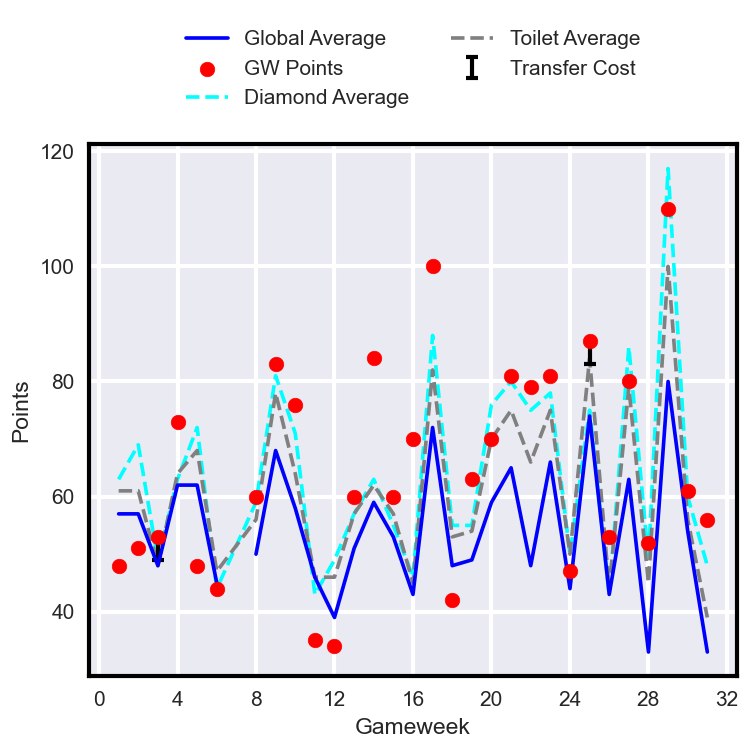 Global Average
GW Points
Diamond Average
Toilet Average
Transfer Cost
120
100
80
60
40
Points
0 4 8 12 16 20 24 28 32
Gameweek